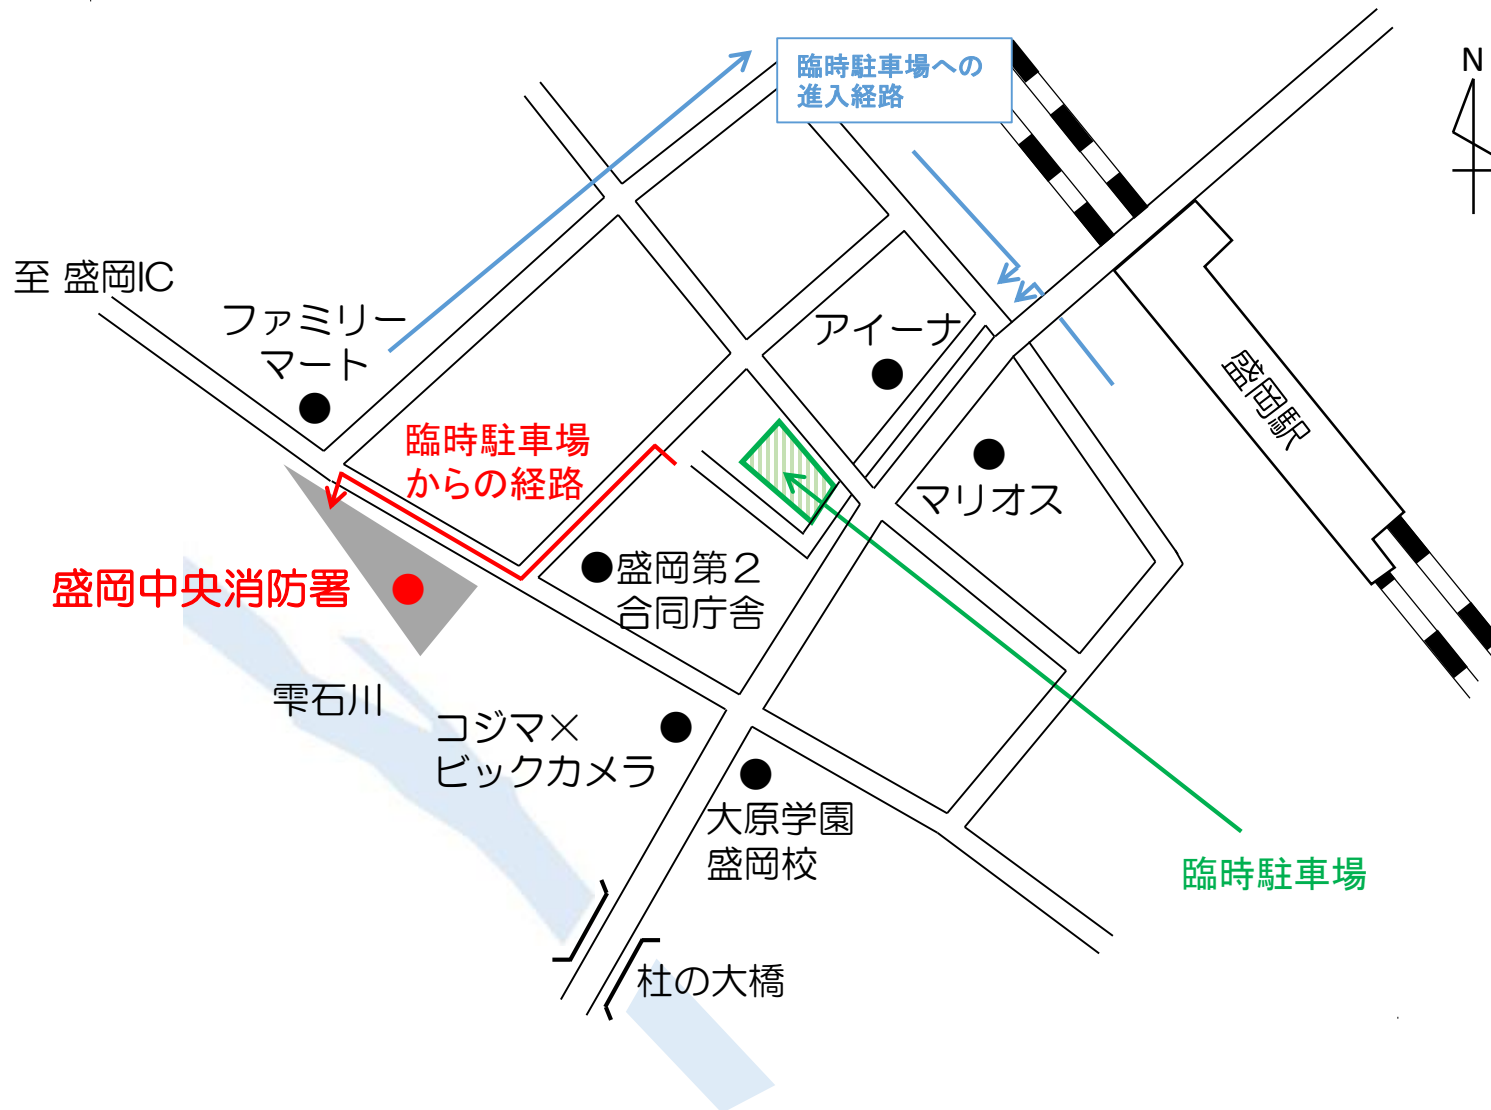 臨時駐車場への
進入経路
N
至 盛岡IC
ファミリー
マート
アイーナ
盛岡駅
臨時駐車場
からの経路
マリオス
盛岡第2
合同庁舎
盛岡中央消防署
雫石川
コジマ×
ビックカメラ
大原学園
盛岡校
臨時駐車場
杜の大橋